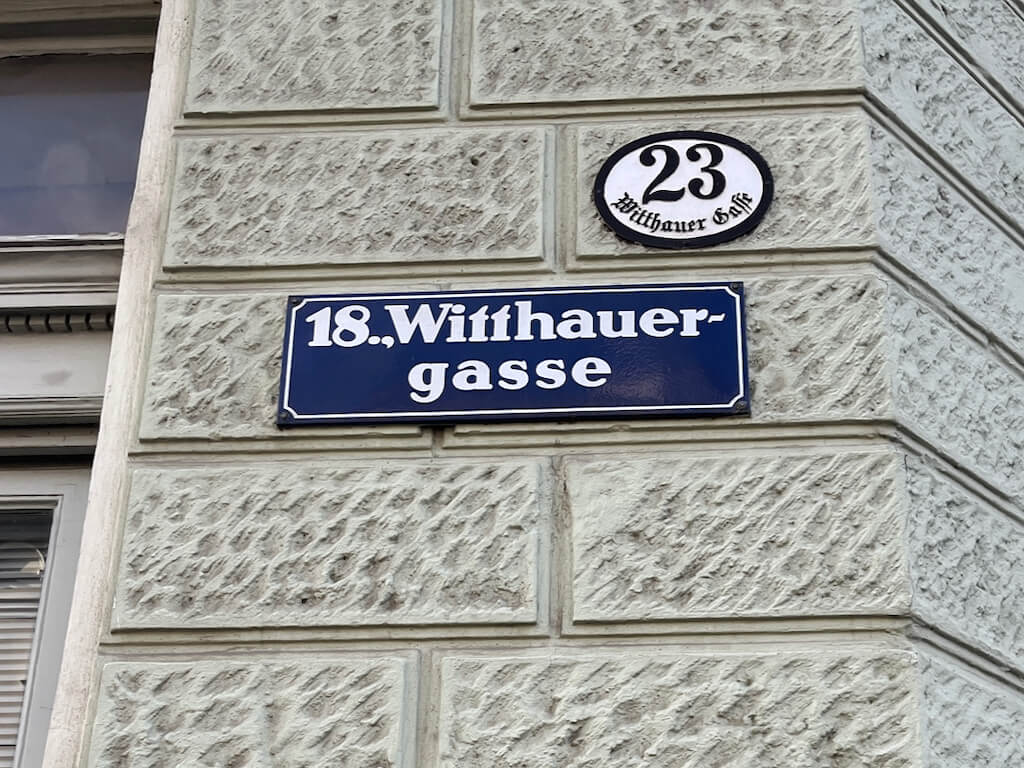 23
Witthauer Gasse
18.,Witthauer-
gasse